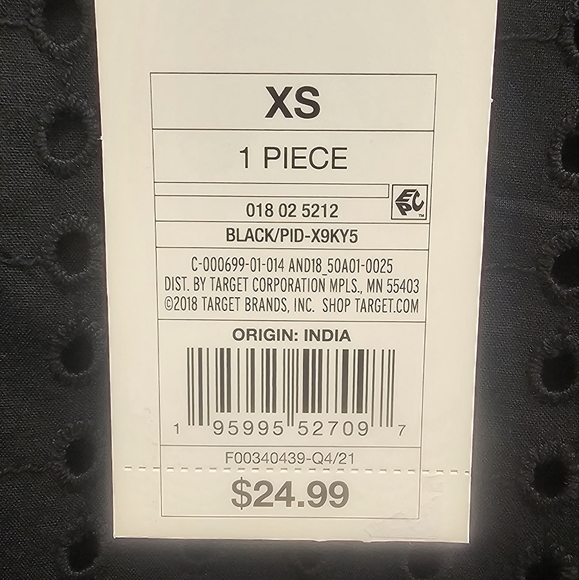 XS
1 PIECE
EPC™
018 02 5212
BLACK/PID-X9KY5
C-000699-01-014 AND18_50A01-0025
DIST. BY TARGET CORPORATION MPLS., MN 55403
©2018 TARGET BRANDS, INC. SHOP TARGET.COM
ORIGIN: INDIA
1 95995 52709 7
F00340439-Q4/21
$24.99